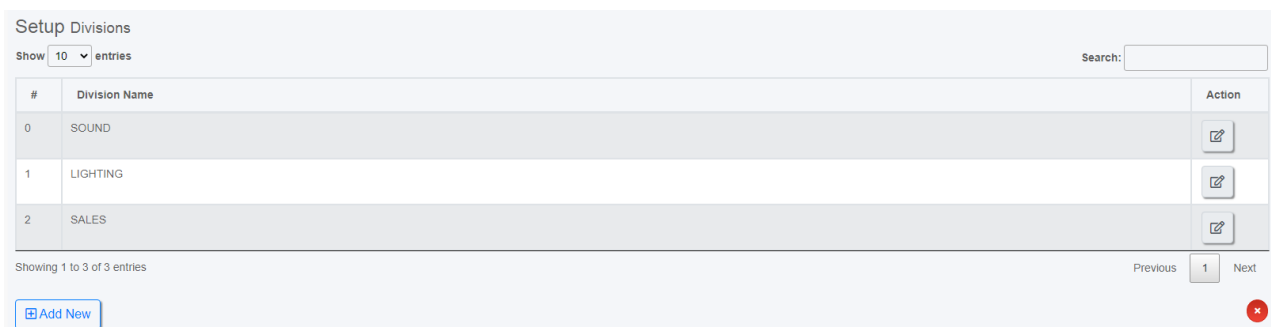 Setup Divisions
Show 10 entries
Search:
# Division Name Action
0 SOUND
1 LIGHTING
2 SALES
Showing 1 to 3 of 3 entries
Previous 1 Next
Add New